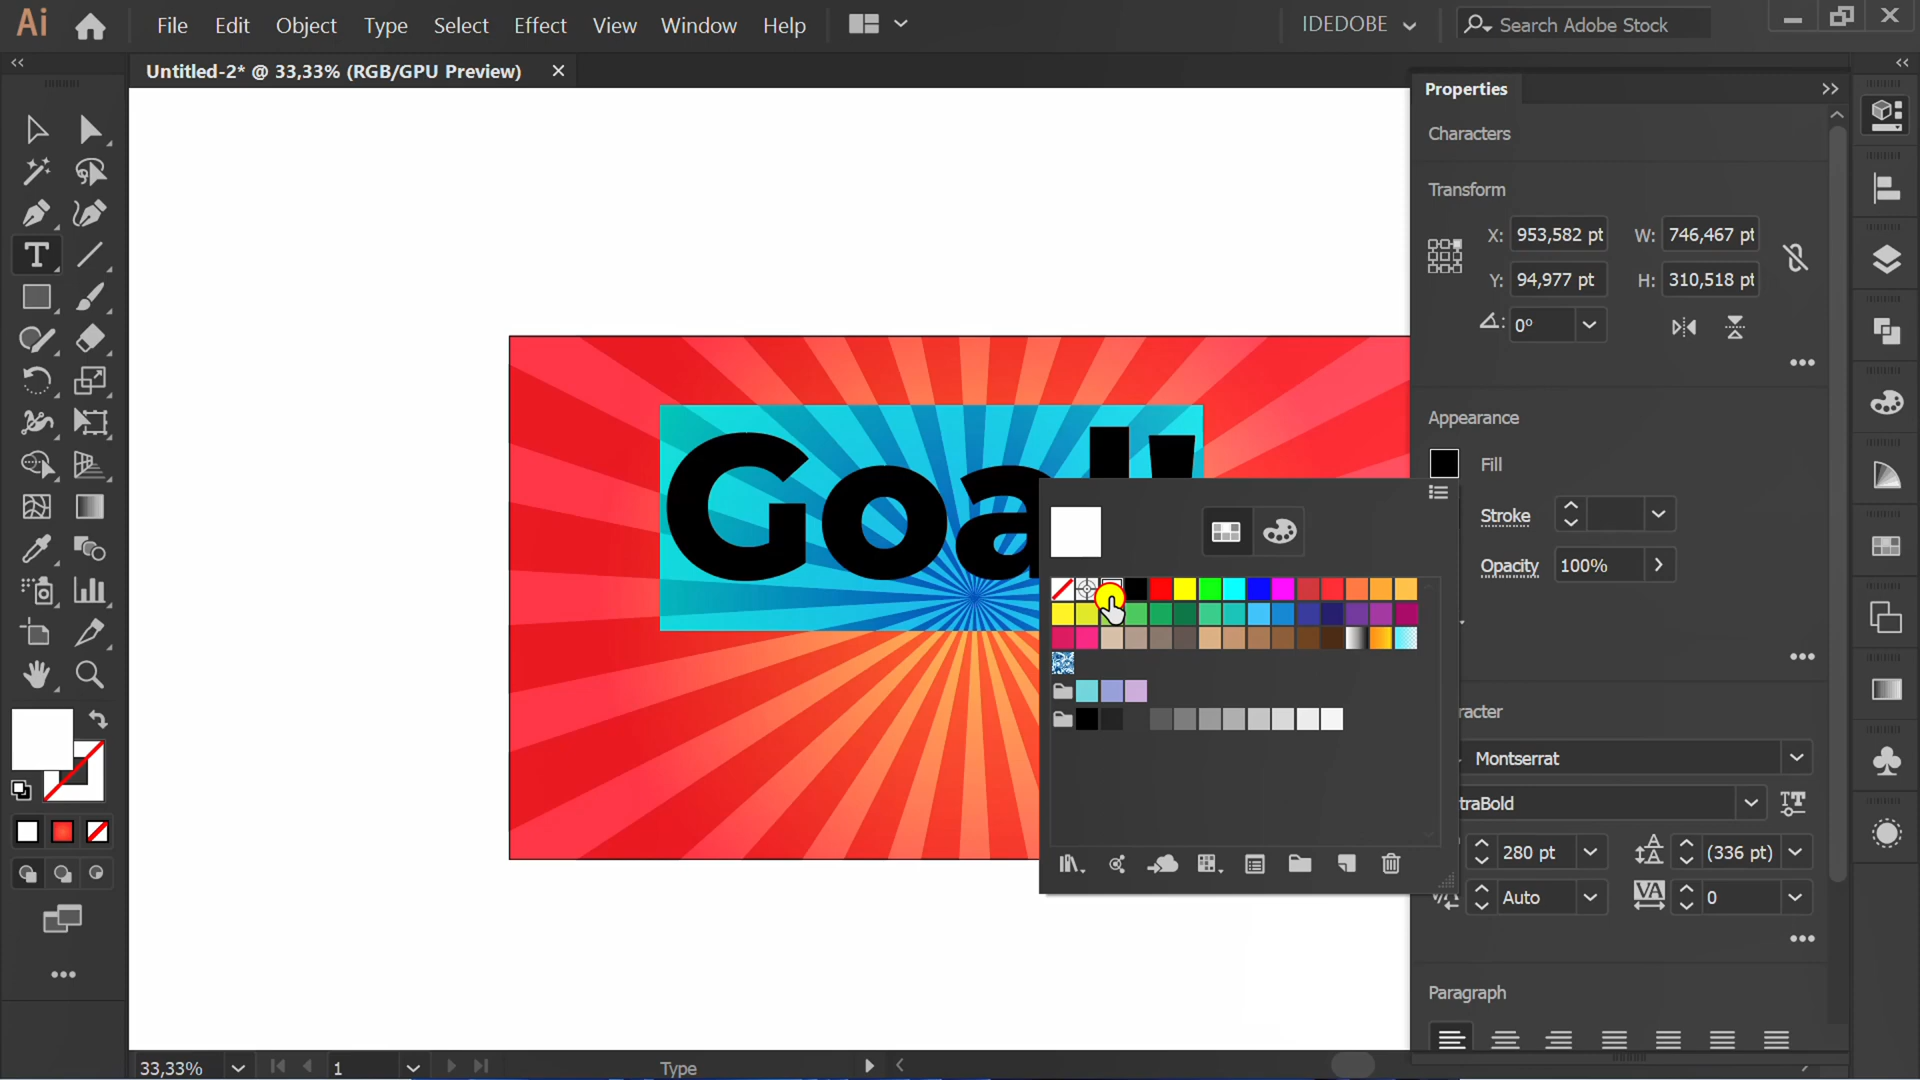 Ai File Edit Object Type Select Effect View Window Help IDEDOBE Search Adobe Stock
Untitled-2* @ 33,33% (RGB/GPU Preview)
Properties
Characters
Transform
X: 953,582 pt W: 746,467 pt
Y: 94,977 pt H: 310,518 pt
0°
Appearance
Fill
Stroke
Opacity 100%
Goal
racter
Montserrat
traBold
280 pt (336 pt)
Auto VA 0
Paragraph
33,33% 1 Type